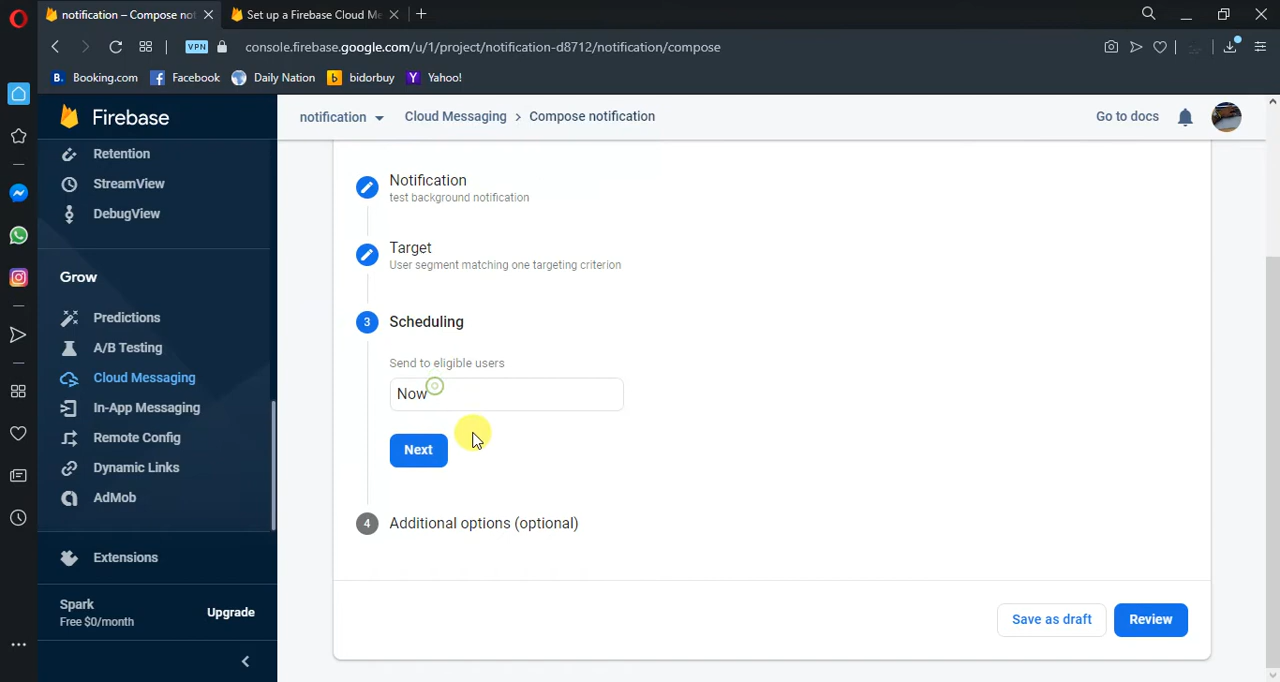 notification – Compose no
Set up a Firebase Cloud Me
VPN
console.firebase.google.com/u/1/project/notification-d8712/notification/compose
B. Booking.com
Facebook
Daily Nation
b bidorbuy
Y Yahoo!
Firebase
notification
Cloud Messaging > Compose notification
Go to docs
Retention
StreamView
DebugView
Grow
Predictions
A/B Testing
Cloud Messaging
In-App Messaging
Remote Config
Dynamic Links
AdMob
Extensions
Spark
Free $0/month
Upgrade
Notification
test background notification
Target
User segment matching one targeting criterion
3 Scheduling
Send to eligible users
Now
Next
4 Additional options (optional)
Save as draft
Review